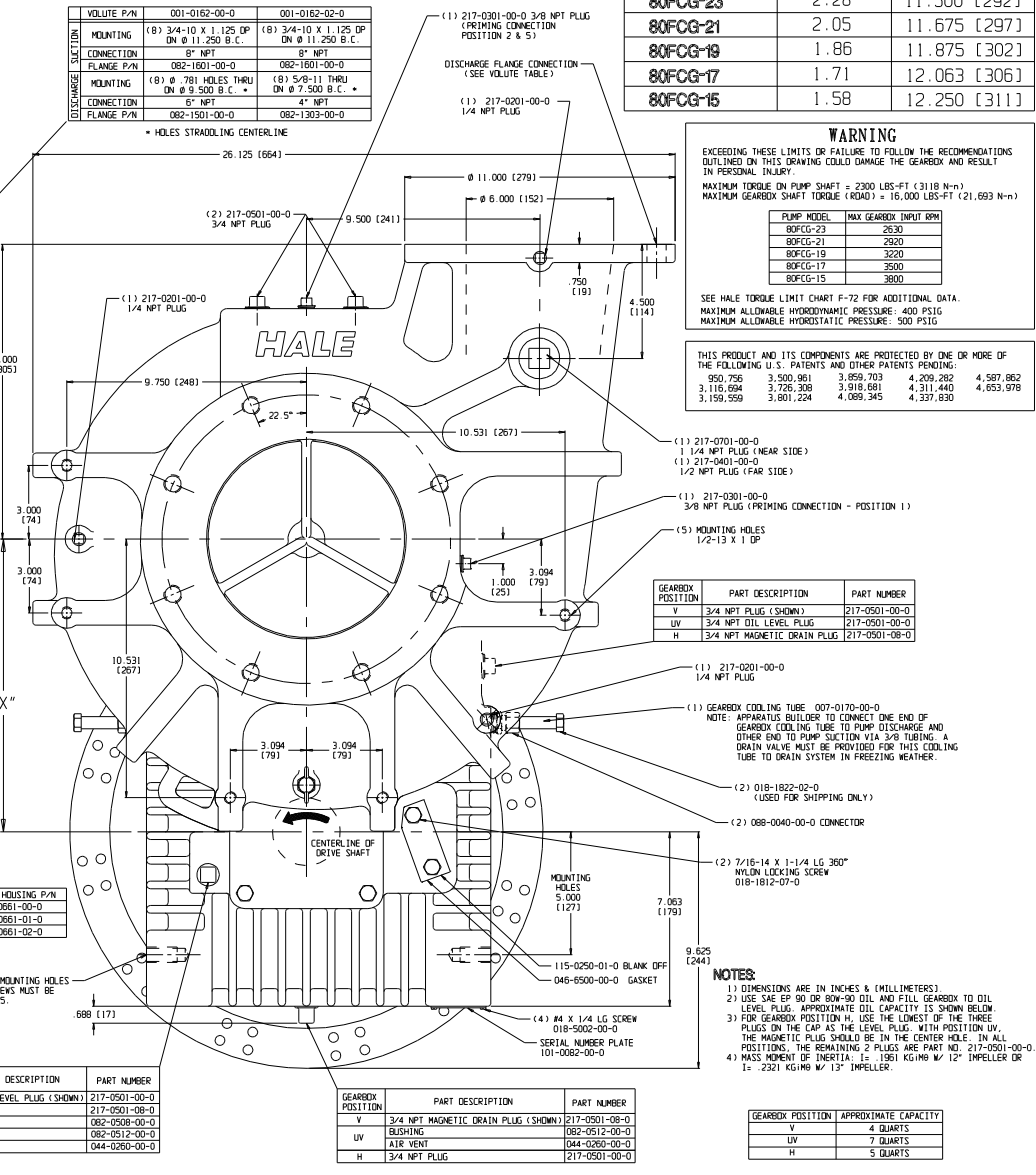 VOLUTE P/N 001-0162-00-0 001-0162-02-0
SUCTION
MOUNTING (8) 3/4-10 X 1.125 DP ON Ø 11.250 B.C. (8) 3/4-10 X 1.125 DP ON Ø 11.250 B.C.
CONNECTION 8" NPT 8" NPT
FLANGE P/N 082-1601-00-0 082-1601-00-0
DISCHARGE
MOUNTING (8) Ø .781 HOLES THRU ON Ø 9.500 B.C. * (8) 5/8-11 THRU ON Ø 7.500 B.C. *
CONNECTION 6" NPT 4" NPT
FLANGE P/N 082-1501-00-0 082-1303-00-0
* HOLES STRADDLING CENTERLINE
(1) 217-0301-00-0 3/8 NPT PLUG
(PRIMING CONNECTION
POSITION 2 & 5)
DISCHARGE FLANGE CONNECTION
(SEE VOLUTE TABLE)
(1) 217-0201-00-0
1/4 NPT PLUG
80FCG-23 2.28 11.500 [292]
80FCG-21 2.05 11.675 [297]
80FCG-19 1.86 11.875 [302]
80FCG-17 1.71 12.063 [306]
80FCG-15 1.58 12.250 [311]
WARNING
EXCEEDING THESE LIMITS OR FAILURE TO FOLLOW THE RECOMMENDATIONS
OUTLINED ON THIS DRAWING COULD DAMAGE THE GEARBOX AND RESULT
IN PERSONAL INJURY.
MAXIMUM TORQUE ON PUMP SHAFT = 2300 LBS-FT (3118 N-m)
MAXIMUM GEARBOX SHAFT TORQUE (ROAD) = 16,000 LBS-FT (21,693 N-m)
PUMP MODEL MAX GEARBOX INPUT RPM
80FCG-23 2630
80FCG-21 2920
80FCG-19 3220
80FCG-17 3500
80FCG-15 3800
SEE HALE TORQUE LIMIT CHART F-72 FOR ADDITIONAL DATA.
MAXIMUM ALLOWABLE HYDRODYNAMIC PRESSURE: 400 PSIG
MAXIMUM ALLOWABLE HYDROSTATIC PRESSURE: 500 PSIG
THIS PRODUCT AND ITS COMPONENTS ARE PROTECTED BY ONE OR MORE OF
THE FOLLOWING U.S. PATENTS AND OTHER PATENTS PENDING:
950,756 3,500,961 3,859,703 4,209,282 4,587,862
3,116,694 3,726,308 3,918,681 4,311,440 4,653,978
3,159,559 3,801,224 4,089,345 4,337,830
26.125 [664]
Ø 11.000 [279]
Ø 6.000 [152]
(2) 217-0501-00-0
3/4 NPT PLUG
9.500 [241]
.750
[19]
4.500
[114]
(1) 217-0201-00-0
1/4 NPT PLUG
HALE
.000
305]
9.750 [248]
22.5°
10.531 [267]
(1) 217-0701-00-0
1 1/4 NPT PLUG (NEAR SIDE)
(1) 217-0401-00-0
1/2 NPT PLUG (FAR SIDE)
(1) 217-0301-00-0
3/8 NPT PLUG (PRIMING CONNECTION - POSITION 1)
(5) MOUNTING HOLES
1/2-13 X 1 DP
3.000
[74]
3.000
[74]
1.000
[25]
3.094
[79]
10.531
[267]
X"
GEARBOX POSITION PART DESCRIPTION PART NUMBER
V 3/4 NPT PLUG (SHOWN) 217-0501-00-0
UV 3/4 NPT OIL LEVEL PLUG 217-0501-00-0
H 3/4 NPT MAGNETIC DRAIN PLUG 217-0501-08-0
(1) 217-0201-00-0
1/4 NPT PLUG
(1) GEARBOX COOLING TUBE 007-0170-00-0
NOTE: APPARATUS BUILDER TO CONNECT ONE END OF
GEARBOX COOLING TUBE TO PUMP DISCHARGE AND
OTHER END TO PUMP SUCTION VIA 3/8 TUBING. A
DRAIN VALVE MUST BE PROVIDED FOR THIS COOLING
TUBE TO DRAIN SYSTEM IN FREEZING WEATHER.
3.094
[79]
3.094
[79]
(2) 018-1822-02-0
(USED FOR SHIPPING ONLY)
(2) 088-0040-00-0 CONNECTOR
CENTERLINE OF
DRIVE SHAFT
(2) 7/16-14 X 1-1/4 LG 360°
NYLON LOCKING SCREW
018-1812-07-0
MOUNTING
HOLES
5.000
[127]
7.063
[179]
9.625
[244]
HOUSING P/N
0661-00-0
0661-01-0
0661-02-0
MOUNTING HOLES
EWS MUST BE
5.
115-0250-01-0 BLANK OFF
046-6500-00-0 GASKET
.688 [17]
(4) #4 X 1/4 LG SCREW
018-5002-00-0
SERIAL NUMBER PLATE
101-0082-00-0
NOTES:
1) DIMENSIONS ARE IN INCHES & [MILLIMETERS].
2) USE SAE EP 90 OR 80W-90 OIL AND FILL GEARBOX TO OIL
LEVEL PLUG. APPROXIMATE OIL CAPACITY IS SHOWN BELOW.
3) FOR GEARBOX POSITION H, USE THE LOWEST OF THE THREE
PLUGS ON THE CAP AS THE LEVEL PLUG. WITH POSITION UV,
THE MAGNETIC PLUG SHOULD BE IN THE CENTER HOLE. IN ALL
POSITIONS, THE REMAINING 2 PLUGS ARE PART NO. 217-0501-00-0.
4) MASS MOMENT OF INERTIA: I= .1961 KGifmθ W/ 12" IMPELLER OR
I= .2321 KGifmθ W/ 13" IMPELLER.
DESCRIPTION PART NUMBER
EVEL PLUG (SHOWN) 217-0501-00-0
217-0501-08-0
082-0508-00-0
082-0512-00-0
044-0260-00-0
GEARBOX POSITION PART DESCRIPTION PART NUMBER
V 3/4 NPT MAGNETIC DRAIN PLUG (SHOWN) 217-0501-08-0
UV BUSHING 082-0512-00-0
AIR VENT 044-0260-00-0
H 3/4 NPT PLUG 217-0501-00-0
GEARBOX POSITION APPROXIMATE CAPACITY
V 4 QUARTS
UV 7 QUARTS
H 5 QUARTS